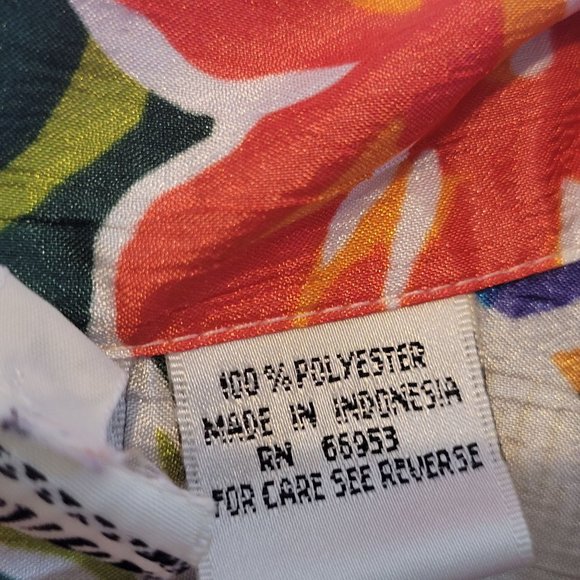 100 % POLYESTER
MADE IN INDONESIA
RN 66953
FOR CARE SEE REVERSE